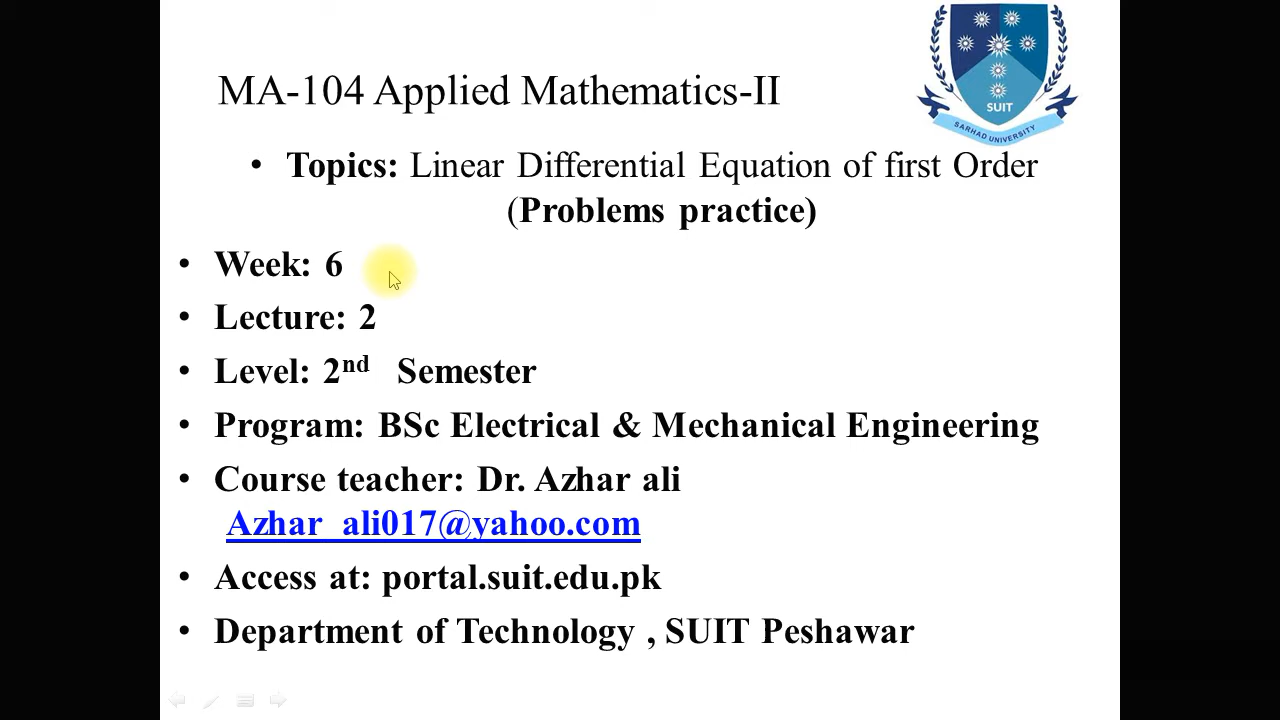 SUIT
SARHAD UNIVERSITY
MA-104 Applied Mathematics-II
• Topics: Linear Differential Equation of first Order
(Problems practice)
• Week: 6
• Lecture: 2
• Level: 2nd Semester
• Program: BSc Electrical & Mechanical Engineering
• Course teacher: Dr. Azhar ali
Azhar_ali017@yahoo.com
• Access at: portal.suit.edu.pk
• Department of Technology , SUIT Peshawar